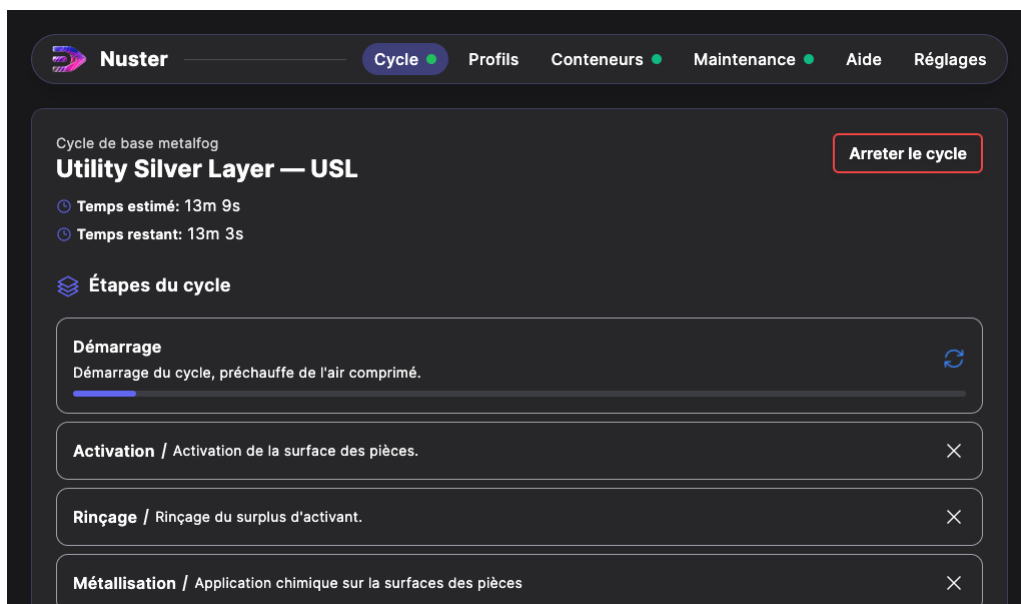 Nuster Cycle Profils Conteneurs Maintenance Aide Réglages
Cycle de base metalfog
Utility Silver Layer — USL
Arreter le cycle
Temps estimé: 13m 9s
Temps restant: 13m 3s
Étapes du cycle
Démarrage
Démarrage du cycle, préchauffe de l'air comprimé.
Activation / Activation de la surface des pièces.
Rinçage / Rinçage du surplus d'activant.
Métallisation / Application chimique sur la surfaces des pièces